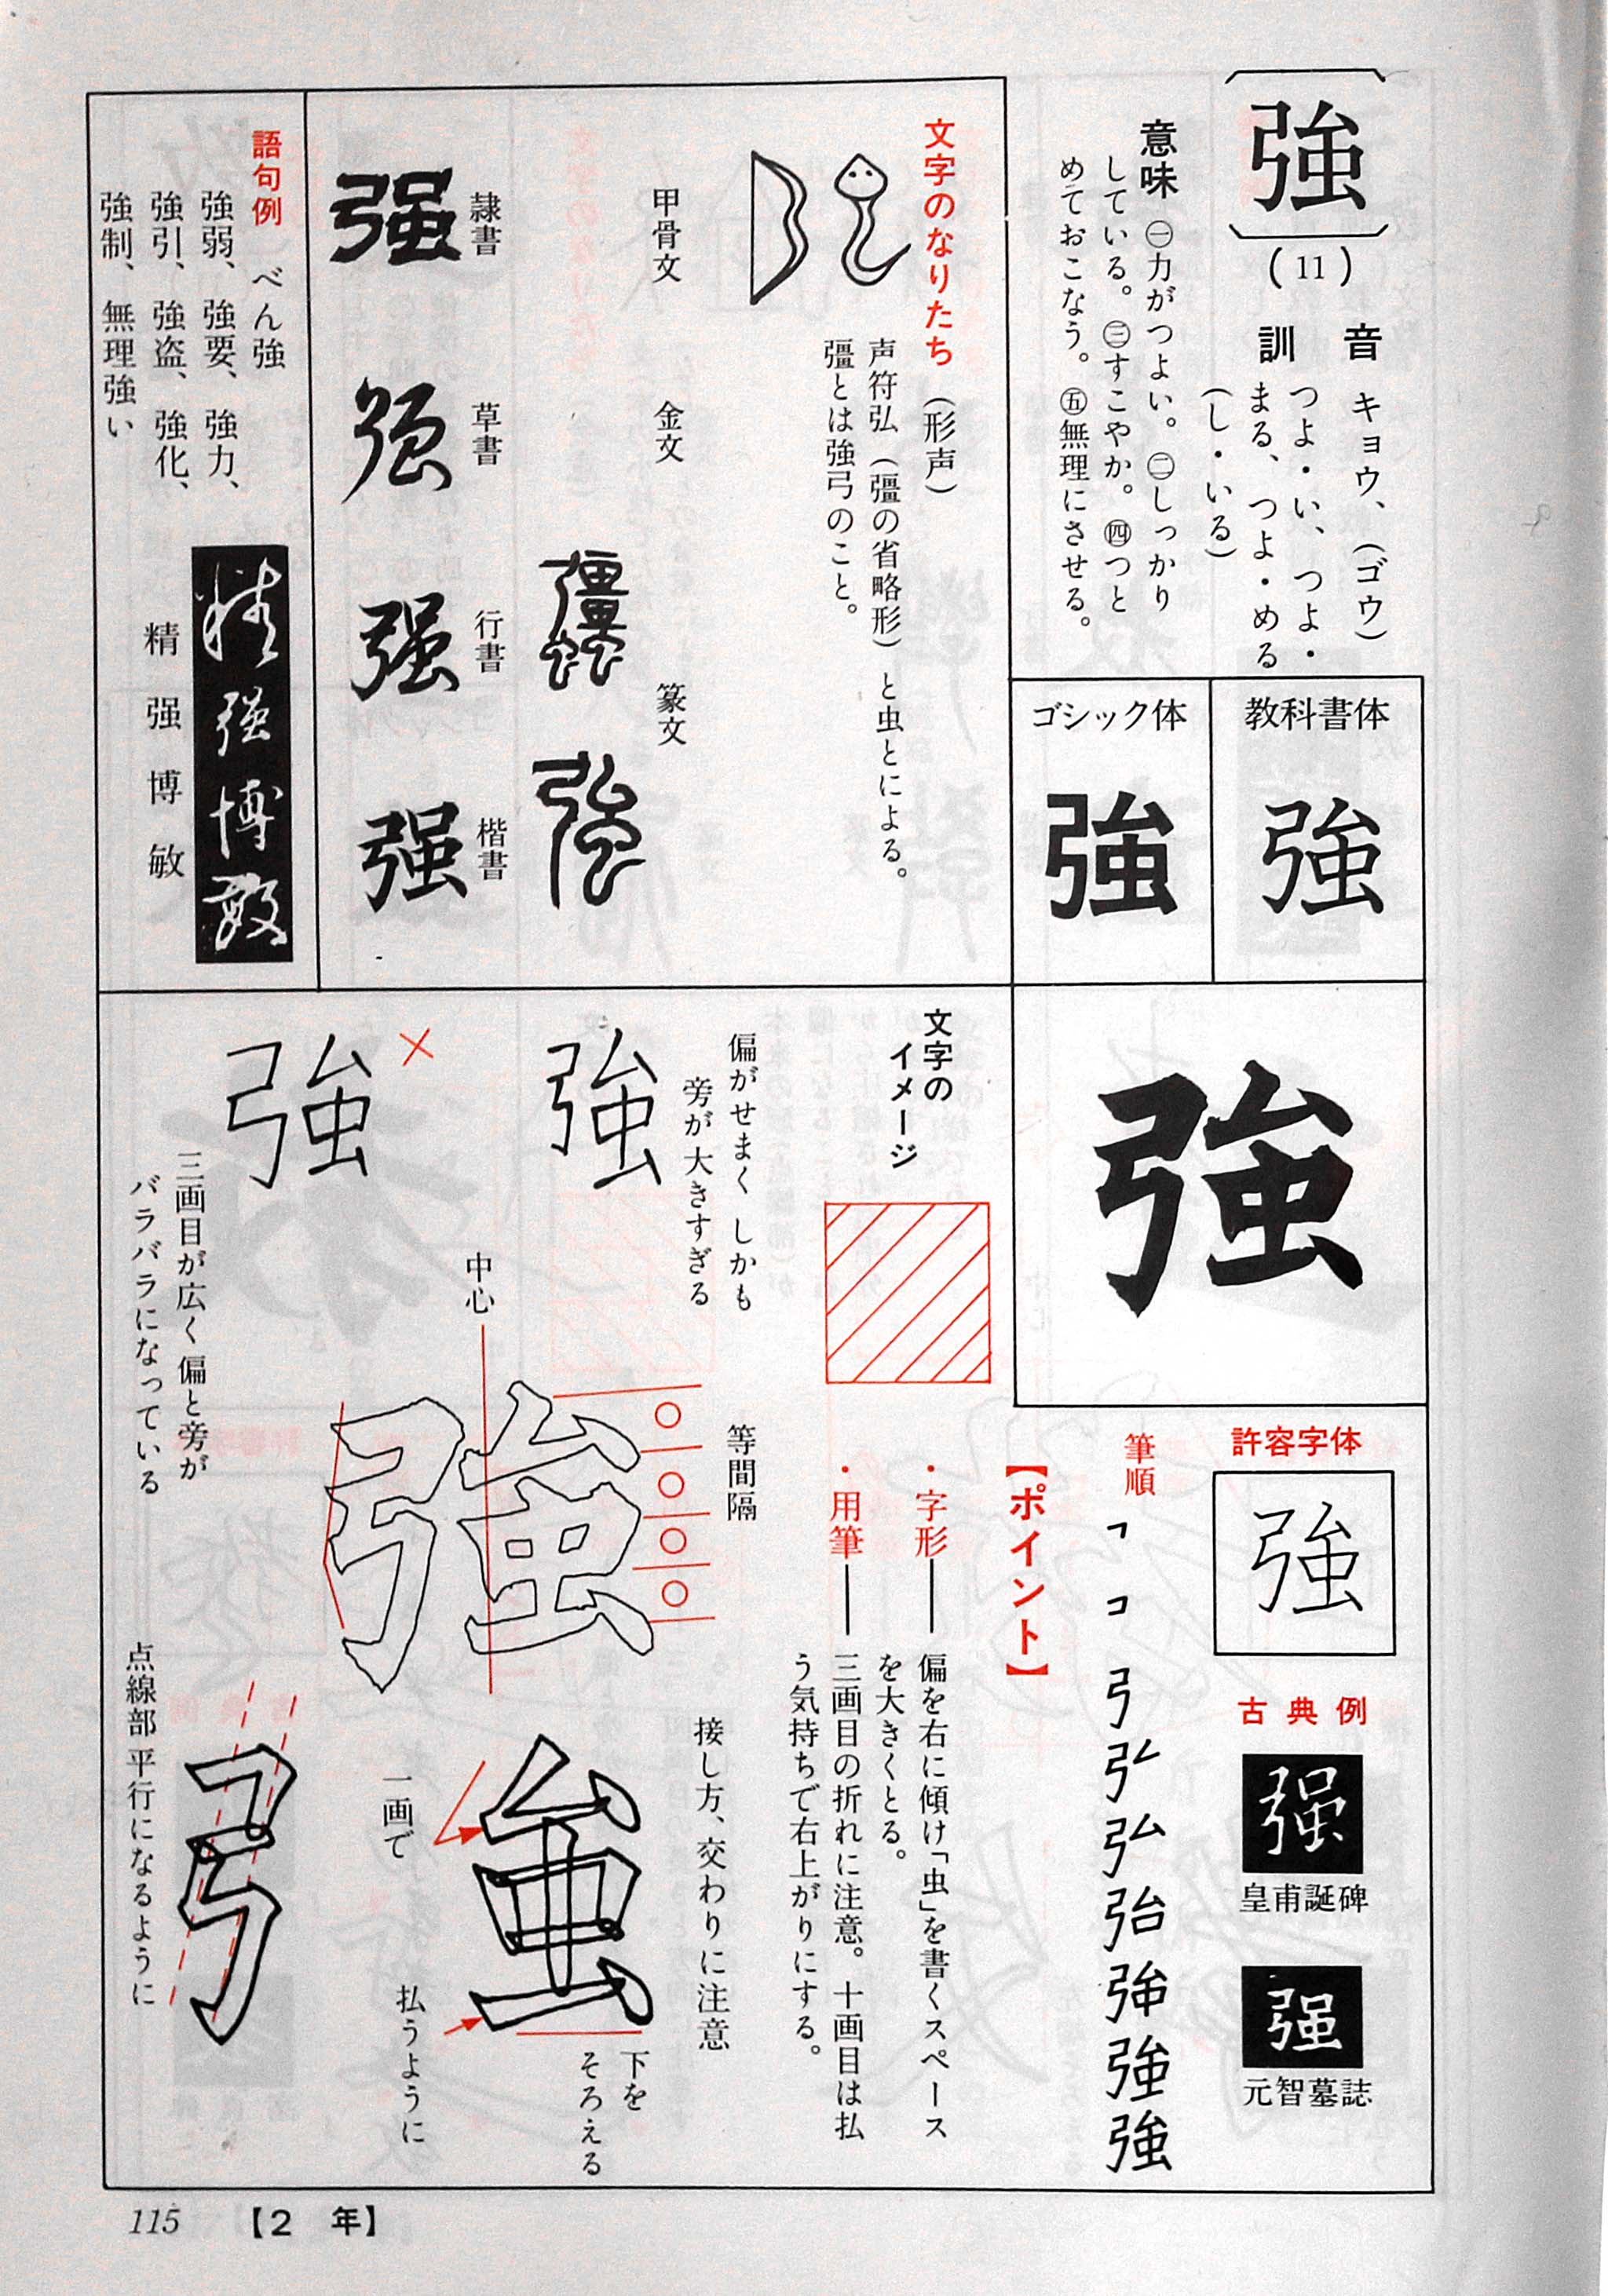 強
(11)
音 キョウ、(ゴウ)
訓 つよ・い、つよ・
まる、つよ・める
(し・いる)
意味 ㊀力がつよい。㊁しっかり
している。㊂すこやか。㊃つと
めておこなう。㊄無理にさせる。
教科書体
強
ゴシック体
強
強
許容字体
強
古典例
强
皇甫誕碑
强
元智墓誌
筆順
強
文字のなりたち (形声)
声符弘(彊の省略形)と虫とによる。
彊とは強弓のこと。
甲骨文
金文
篆文
隷書
草書
行書
楷書
强
强
强
强
語句例 べん強
強弱、強要、強力、
強引、強盗、強化、
強制、無理強い
精强博敏
精强博敏
文字の
イメージ
【ポイント】
・字形——偏を右に傾け「虫」を書くスペース
を大きくとる。
・用筆——三画目の折れに注意。十画目は払
う気持ちで右上がりにする。
偏がせまく しかも
旁が大きすぎる
強
×
強
三画目が広く 偏と旁が
バラバラになっている
等間隔
中心
強
接し方、交わりに注意
一画で
払うように
下を
そろえる
点線部 平行になるように
115 【2 年】